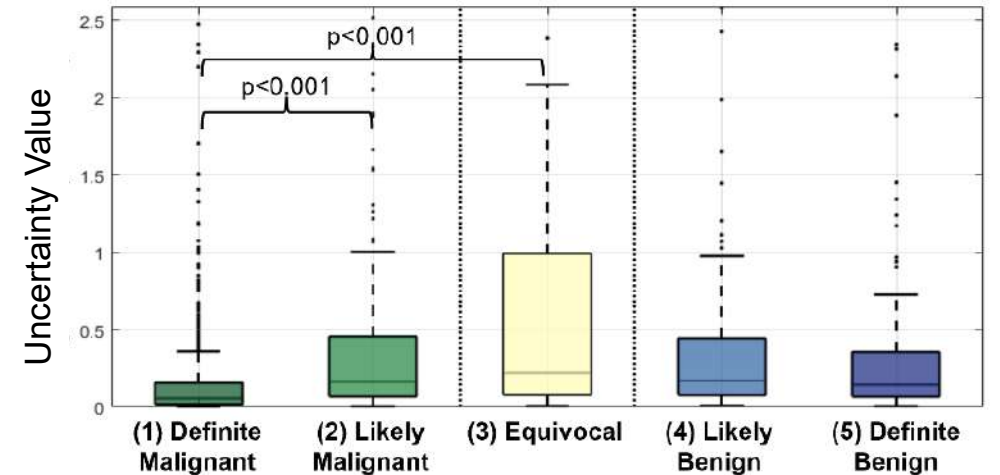 Uncertainty Value
2.5
2
1.5
1
0.5
0
p<0.001
p<0.001
(1) Definite
Malignant
(2) Likely
Malignant
(3) Equivocal
(4) Likely
Benign
(5) Definite
Benign